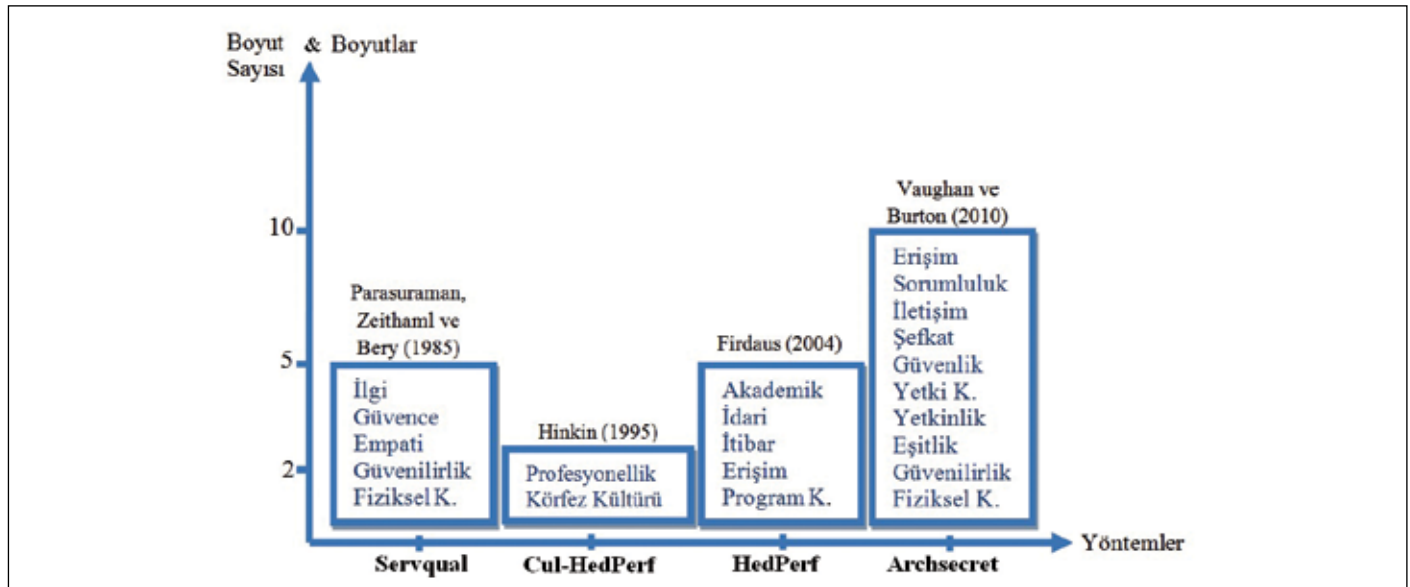 Boyut & Boyutlar
Sayısı
10
5
2
Parasuraman,
Zeithaml ve
Bery (1985)
İlgi
Güvence
Empati
Güvenilirlik
Fiziksel K.
Hinkin (1995)
Profesyonellik
Körfez Kültürü
Firdaus (2004)
Akademik
İdari
İtibar
Erişim
Program K.
Vaughan ve
Burton (2010)
Erişim
Sorumluluk
İletişim
Şefkat
Güvenlik
Yetki K.
Yetkinlik
Eşitlik
Güvenilirlik
Fiziksel K.
Servqual Cul-HedPerf HedPerf Archsecret
Yöntemler